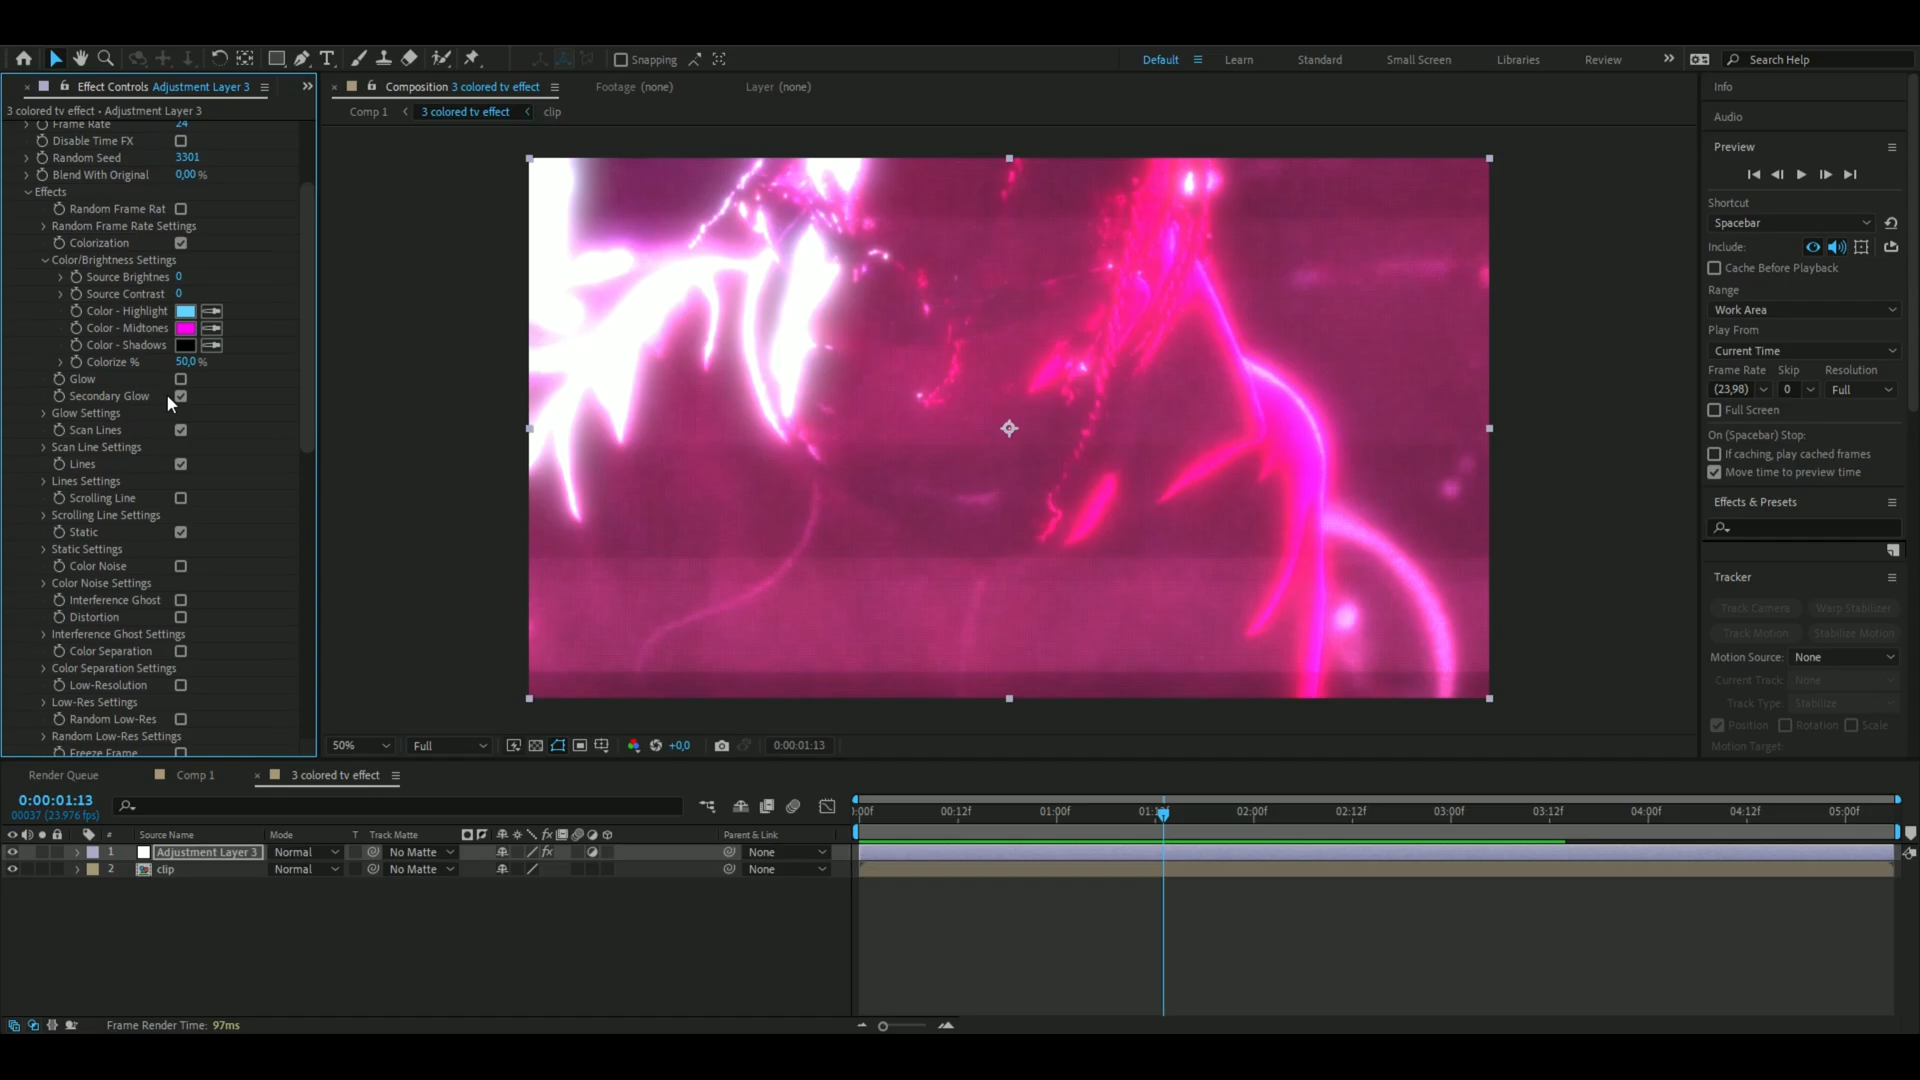 Snapping
Default
Learn
Standard
Small Screen
Libraries
Review
Search Help
Effect Controls Adjustment Layer 3
Composition 3 colored tv effect
Footage (none)
Layer (none)
3 colored tv effect • Adjustment Layer 3
Comp 1
3 colored tv effect
clip
Frame Rate 24
Disable Time FX
Random Seed 3301
Blend With Original 0,00 %
Effects
Random Frame Rat
Random Frame Rate Settings
Colorization
Color/Brightness Settings
Source Brightnes 0
Source Contrast 0
Color - Highlight
Color - Midtones
Color - Shadows
Colorize % 50,0 %
Glow
Secondary Glow
Glow Settings
Scan Lines
Scan Line Settings
Lines
Lines Settings
Scrolling Line
Scrolling Line Settings
Static
Static Settings
Color Noise
Color Noise Settings
Interference Ghost
Distortion
Interference Ghost Settings
Color Separation
Color Separation Settings
Low-Resolution
Low-Res Settings
Random Low-Res
Random Low-Res Settings
Freeze Frame
50%
Full
+0,0
0:00:01:13
Info
Audio
Preview
Shortcut
Spacebar
Include:
Cache Before Playback
Range
Work Area
Play From
Current Time
Frame Rate Skip Resolution
(23,98) 0 Full
Full Screen
On (Spacebar) Stop:
If caching, play cached frames
Move time to preview time
Effects & Presets
Tracker
Track Camera Warp Stabilizer
Track Motion Stabilize Motion
Motion Source: None
Current Track: None
Track Type: Stabilize
Position Rotation Scale
Motion Target:
Render Queue
Comp 1
3 colored tv effect
0:00:01:13
00037 (23.976 fps)
:00f 00:12f 01:00f 01:12f 02:00f 02:12f 03:00f 03:12f 04:00f 04:12f 05:00f
# Source Name Mode T Track Matte fx Parent & Link
1 Adjustment Layer 3 Normal No Matte fx None
2 clip Normal No Matte None
Frame Render Time: 97ms